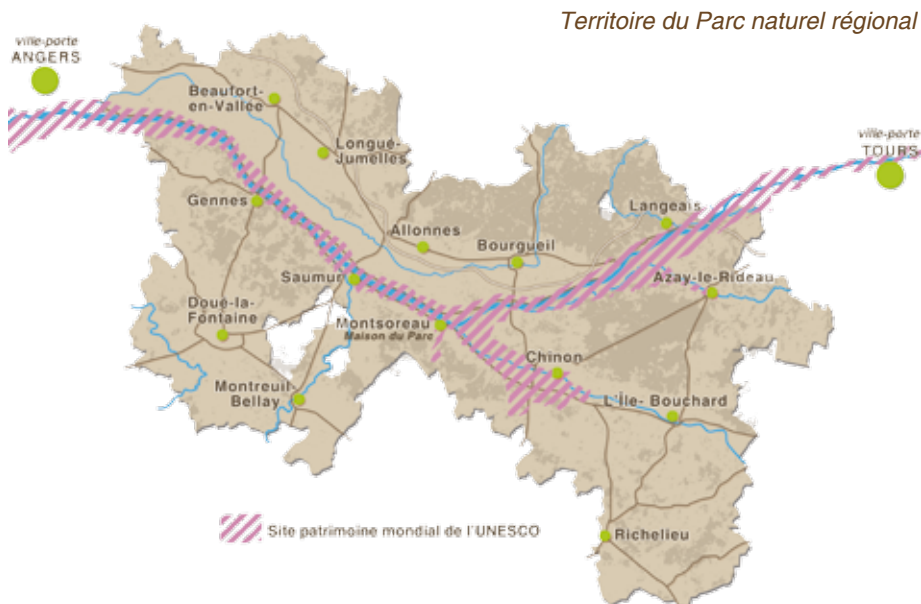 Territoire du Parc naturel régional
ville-porte
ANGERS
Beaufort-
en-Vallée
Longué-
Jumelles
ville-porte
TOURS
Gennes
Langeais
Allonnes
Bourgueil
Saumur
Azay-le-Rideau
Doué-la-
Fontaine
Montsoreau
Maison du Parc
Chinon
Montreuil-
Bellay
L'Île- Bouchard
Site patrimoine mondial de l'UNESCO
Richelieu